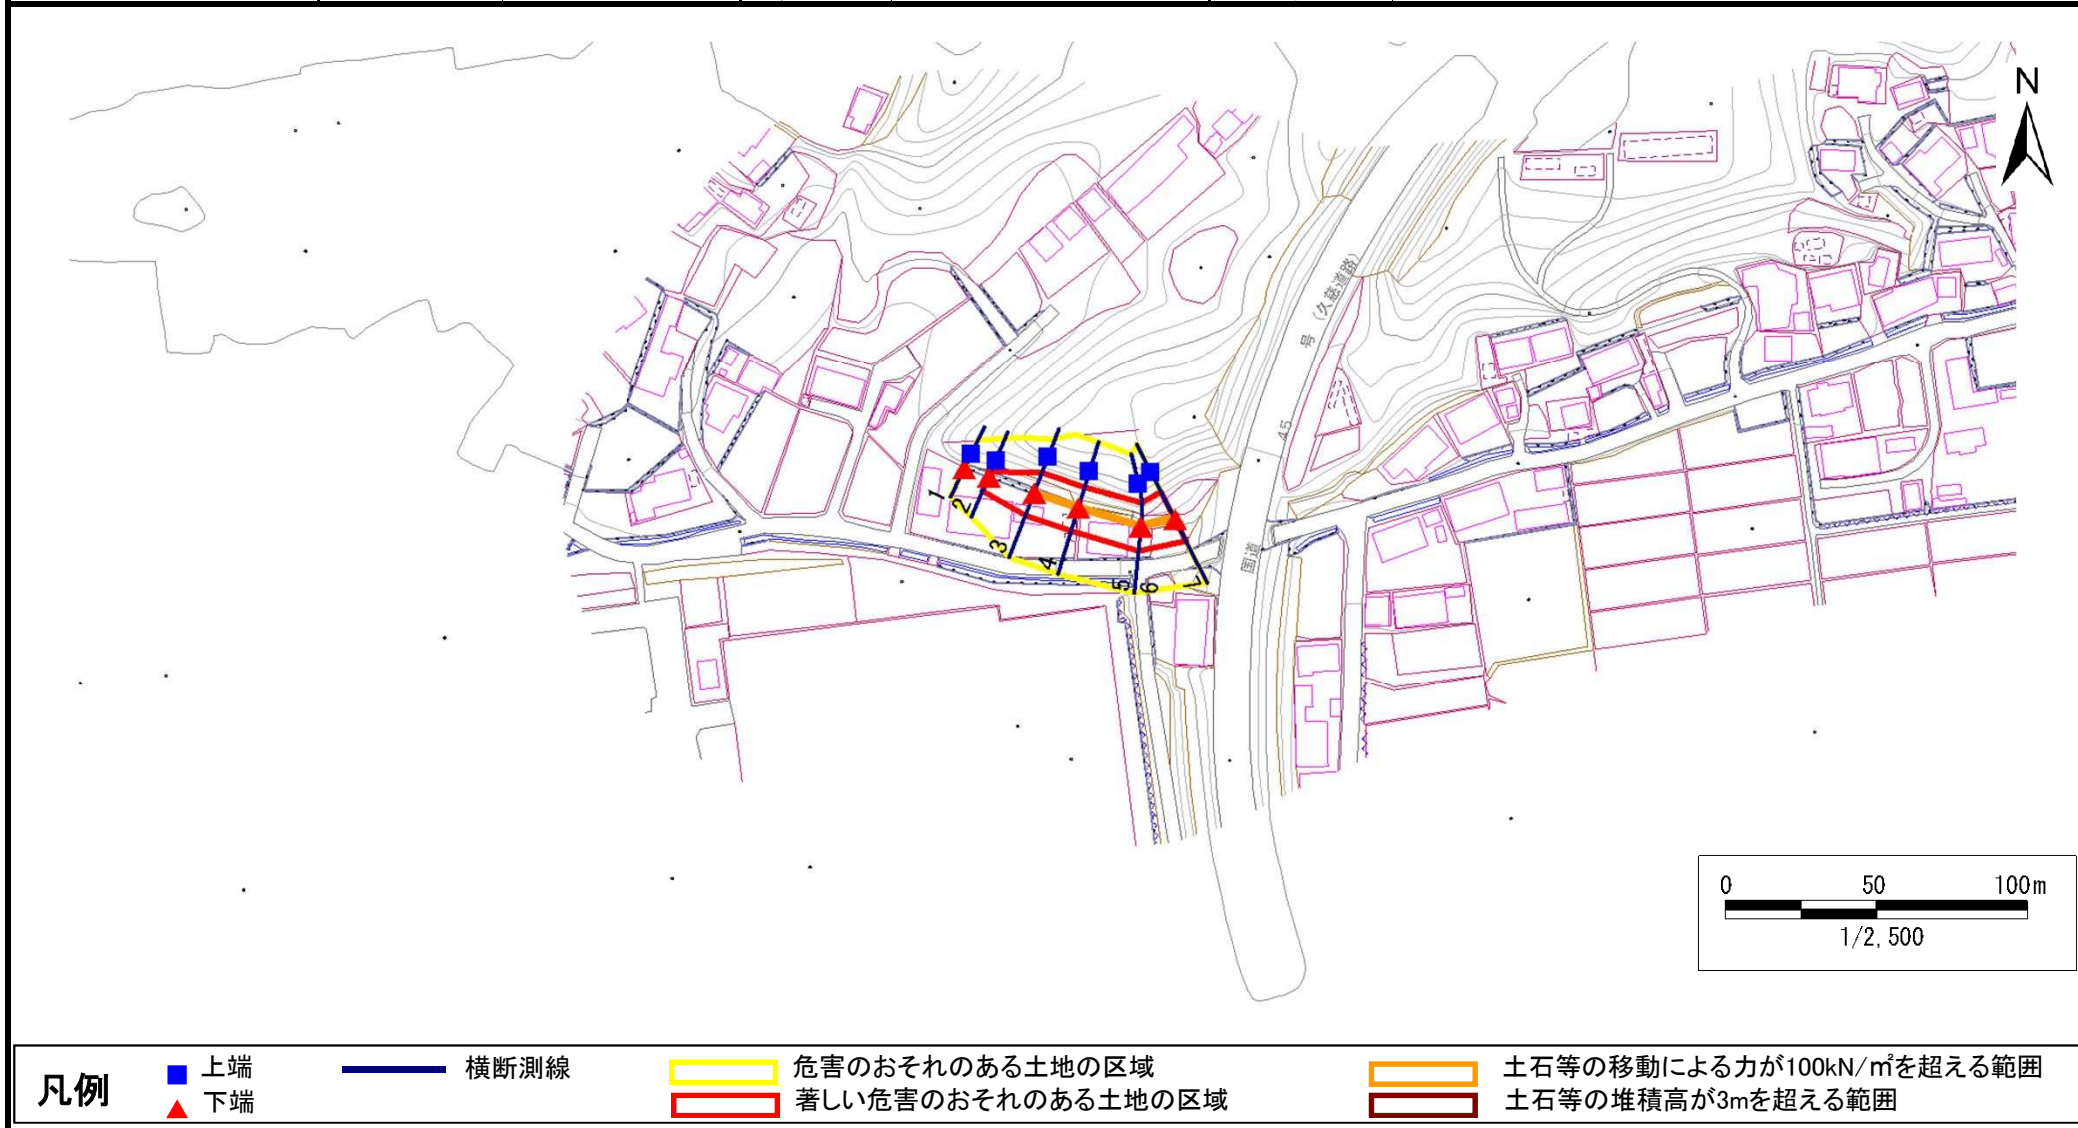 N
号（久慈道路）
45
国道
1
2
3
4
5
6
7
0 50 100m
1/2,500
凡例
上端
下端
横断測線
危害のおそれのある土地の区域
著しい危害のおそれのある土地の区域
土石等の移動による力が100kN/㎡を超える範囲
土石等の堆積高が3mを超える範囲